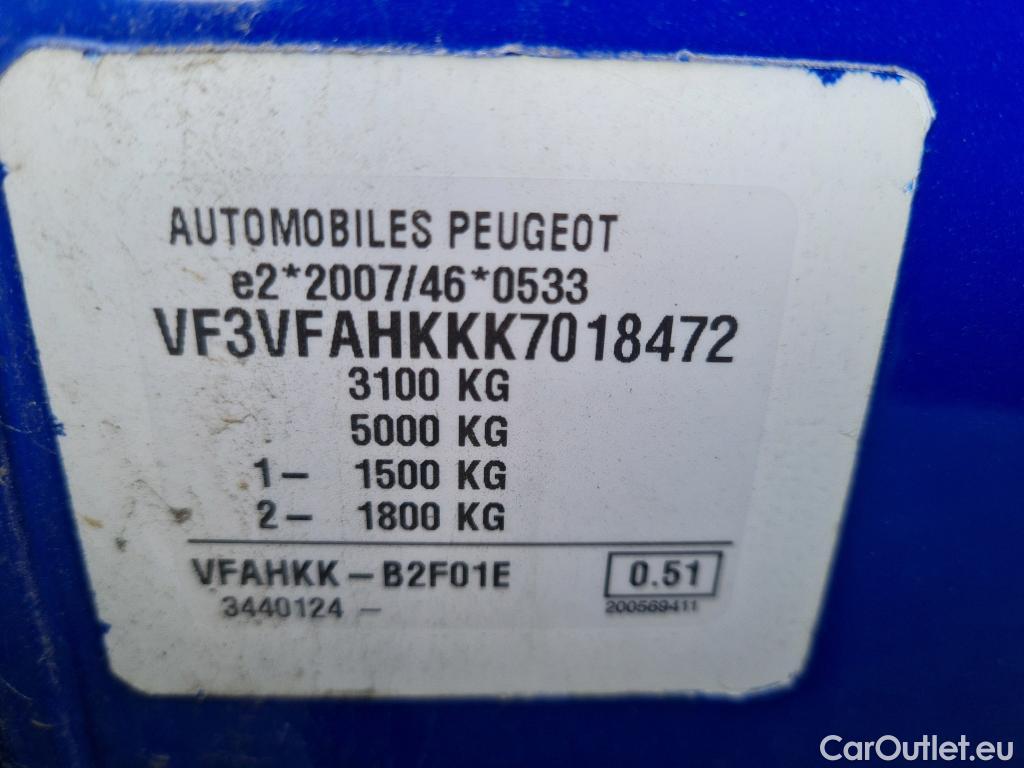 AUTOMOBILES PEUGEOT
e2*2007/46*0533
VF3VFAHKKK7018472
3100 KG
5000 KG
1– 1500 KG
2– 1800 KG
VFAHKK – B2F01E
0.51
3440124 –
200569411
CarOutlet.eu